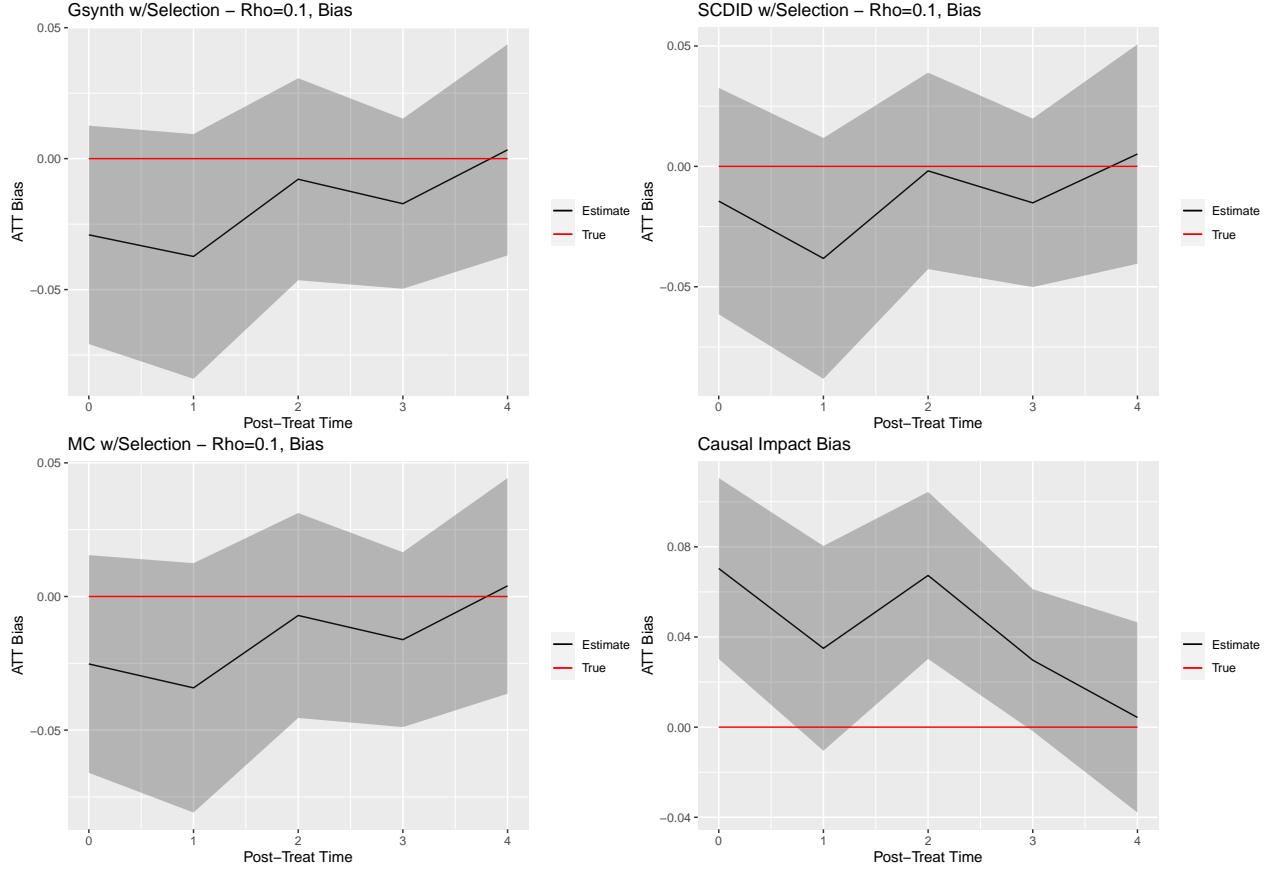 Gsynth w/Selection − Rho=0.1, Bias
0.05
0.00
−0.05
ATT Bias
0 1 2 3 4
Post−Treat Time
Estimate
True
SCDID w/Selection − Rho=0.1, Bias
0.05
0.00
−0.05
ATT Bias
0 1 2 3 4
Post−Treat Time
Estimate
True
MC w/Selection − Rho=0.1, Bias
0.05
0.00
−0.05
ATT Bias
0 1 2 3 4
Post−Treat Time
Estimate
True
Causal Impact Bias
0.08
0.04
0.00
−0.04
ATT Bias
0 1 2 3 4
Post−Treat Time
Estimate
True